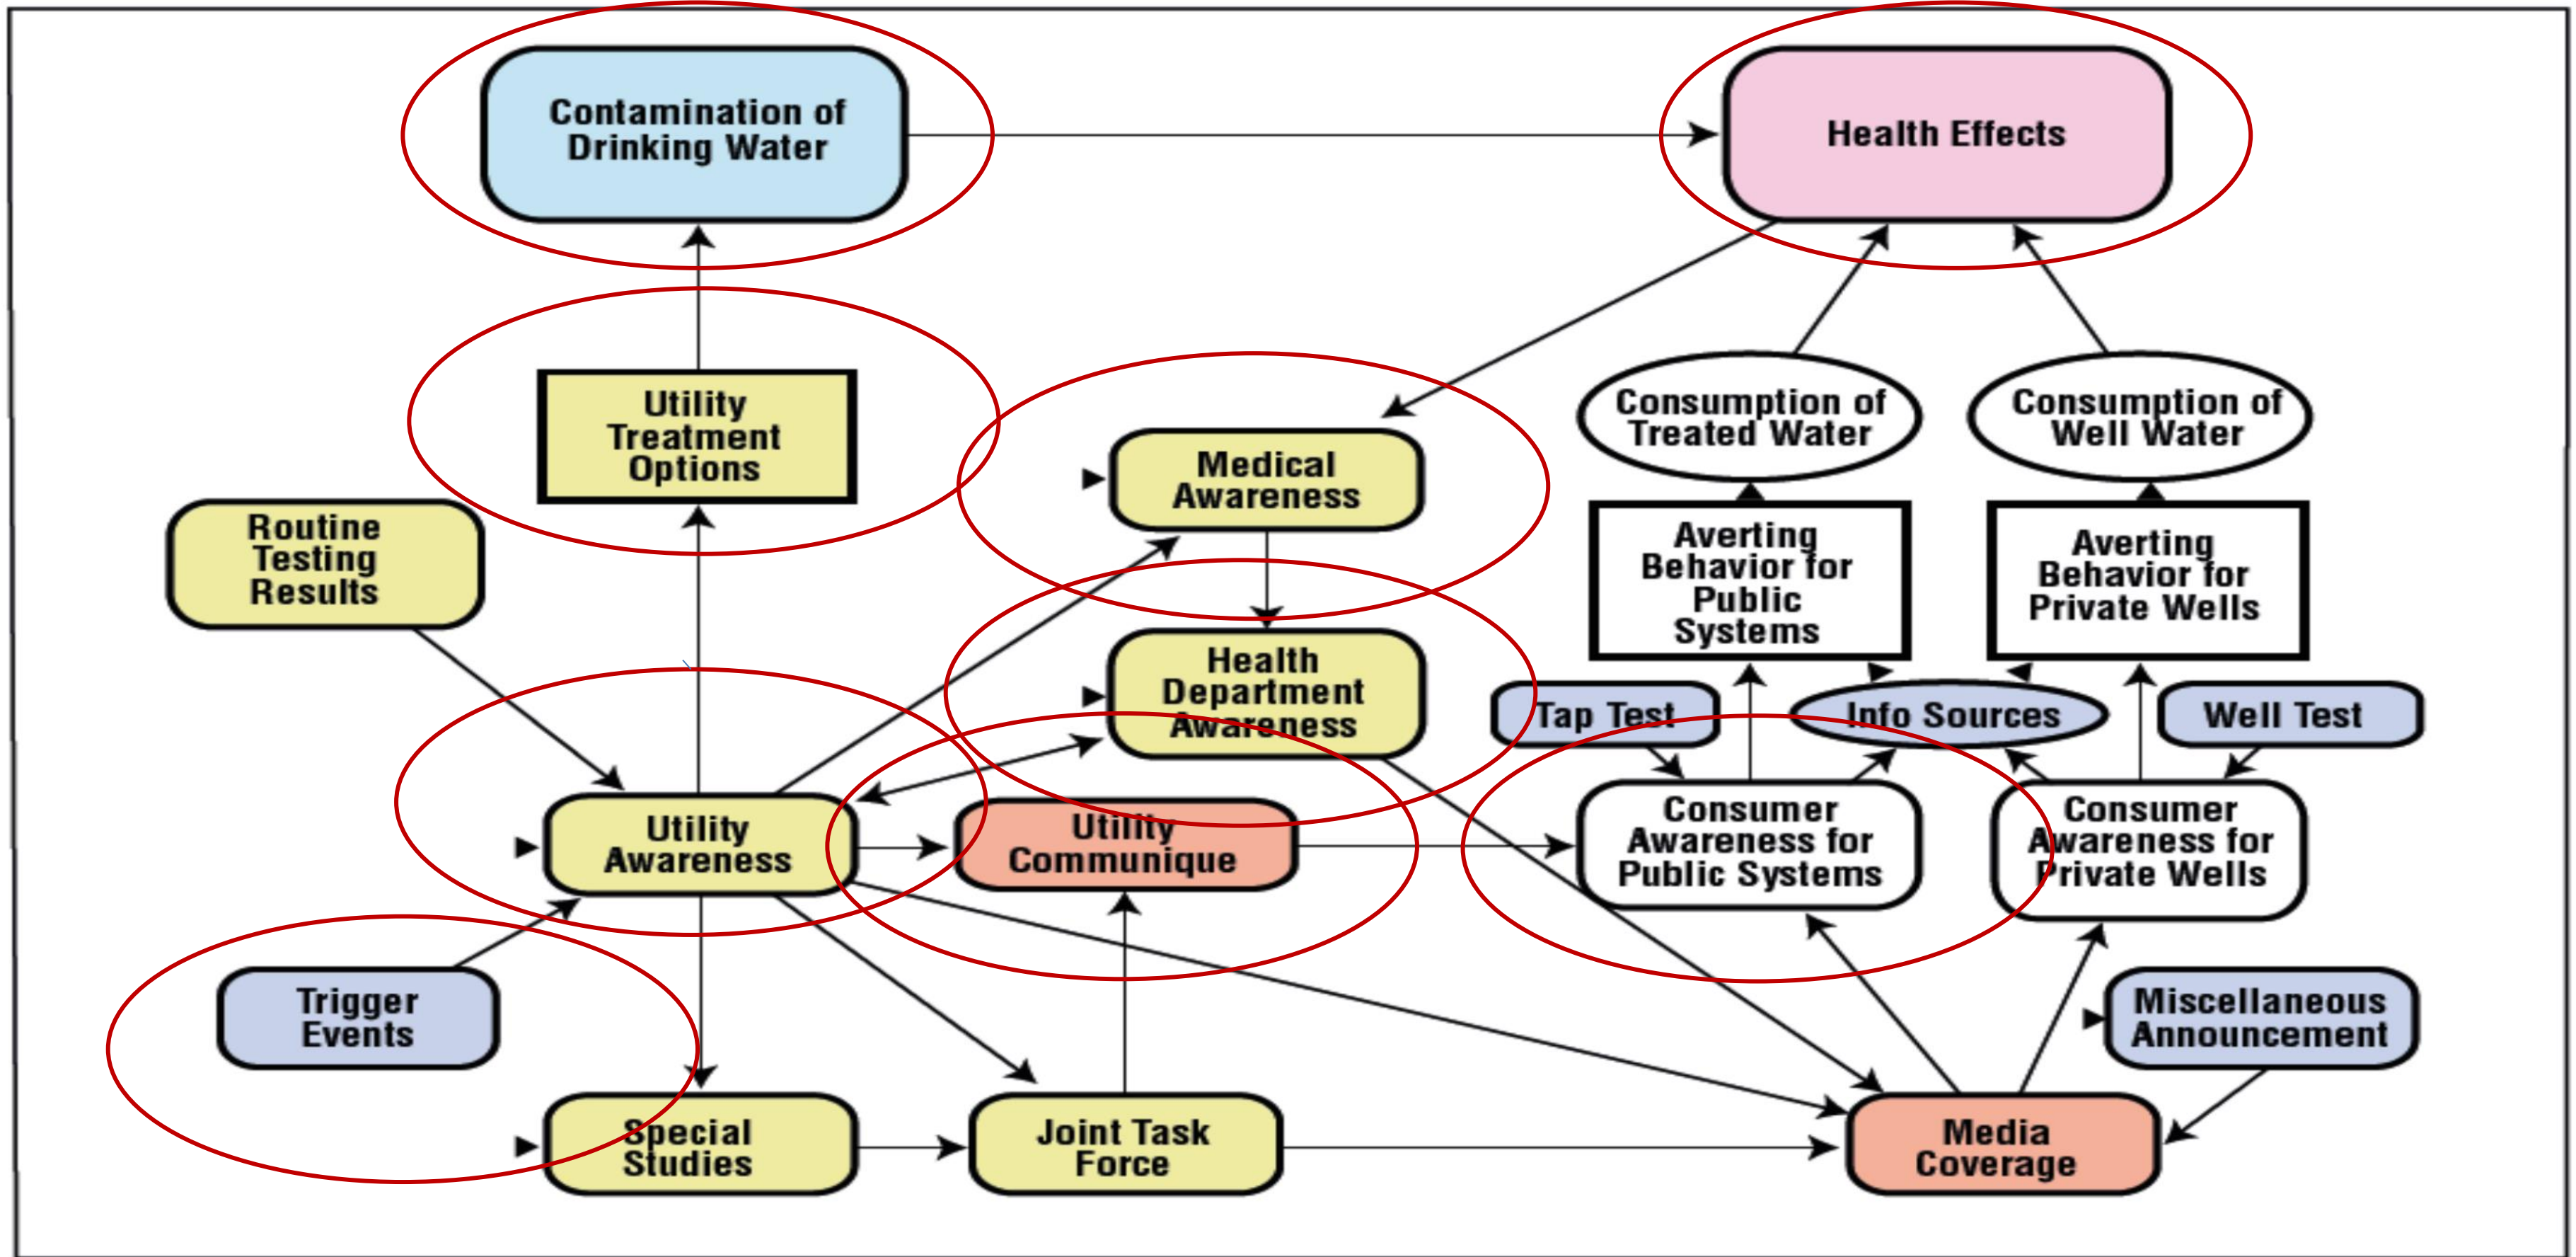 Contamination of
Drinking Water
Health Effects
Utility
Treatment
Options
Consumption of
Treated Water
Consumption of
Well Water
Medical
Awareness
Routine
Testing
Results
Averting
Behavior for
Public
Systems
Averting
Behavior for
Private Wells
Health
Department
Awareness
Tap Test
Info Sources
Well Test
Utility
Awareness
Utility
Communique
Consumer
Awareness for
Public Systems
Consumer
Awareness for
Private Wells
Trigger
Events
Miscellaneous
Announcement
Special
Studies
Joint Task
Force
Media
Coverage